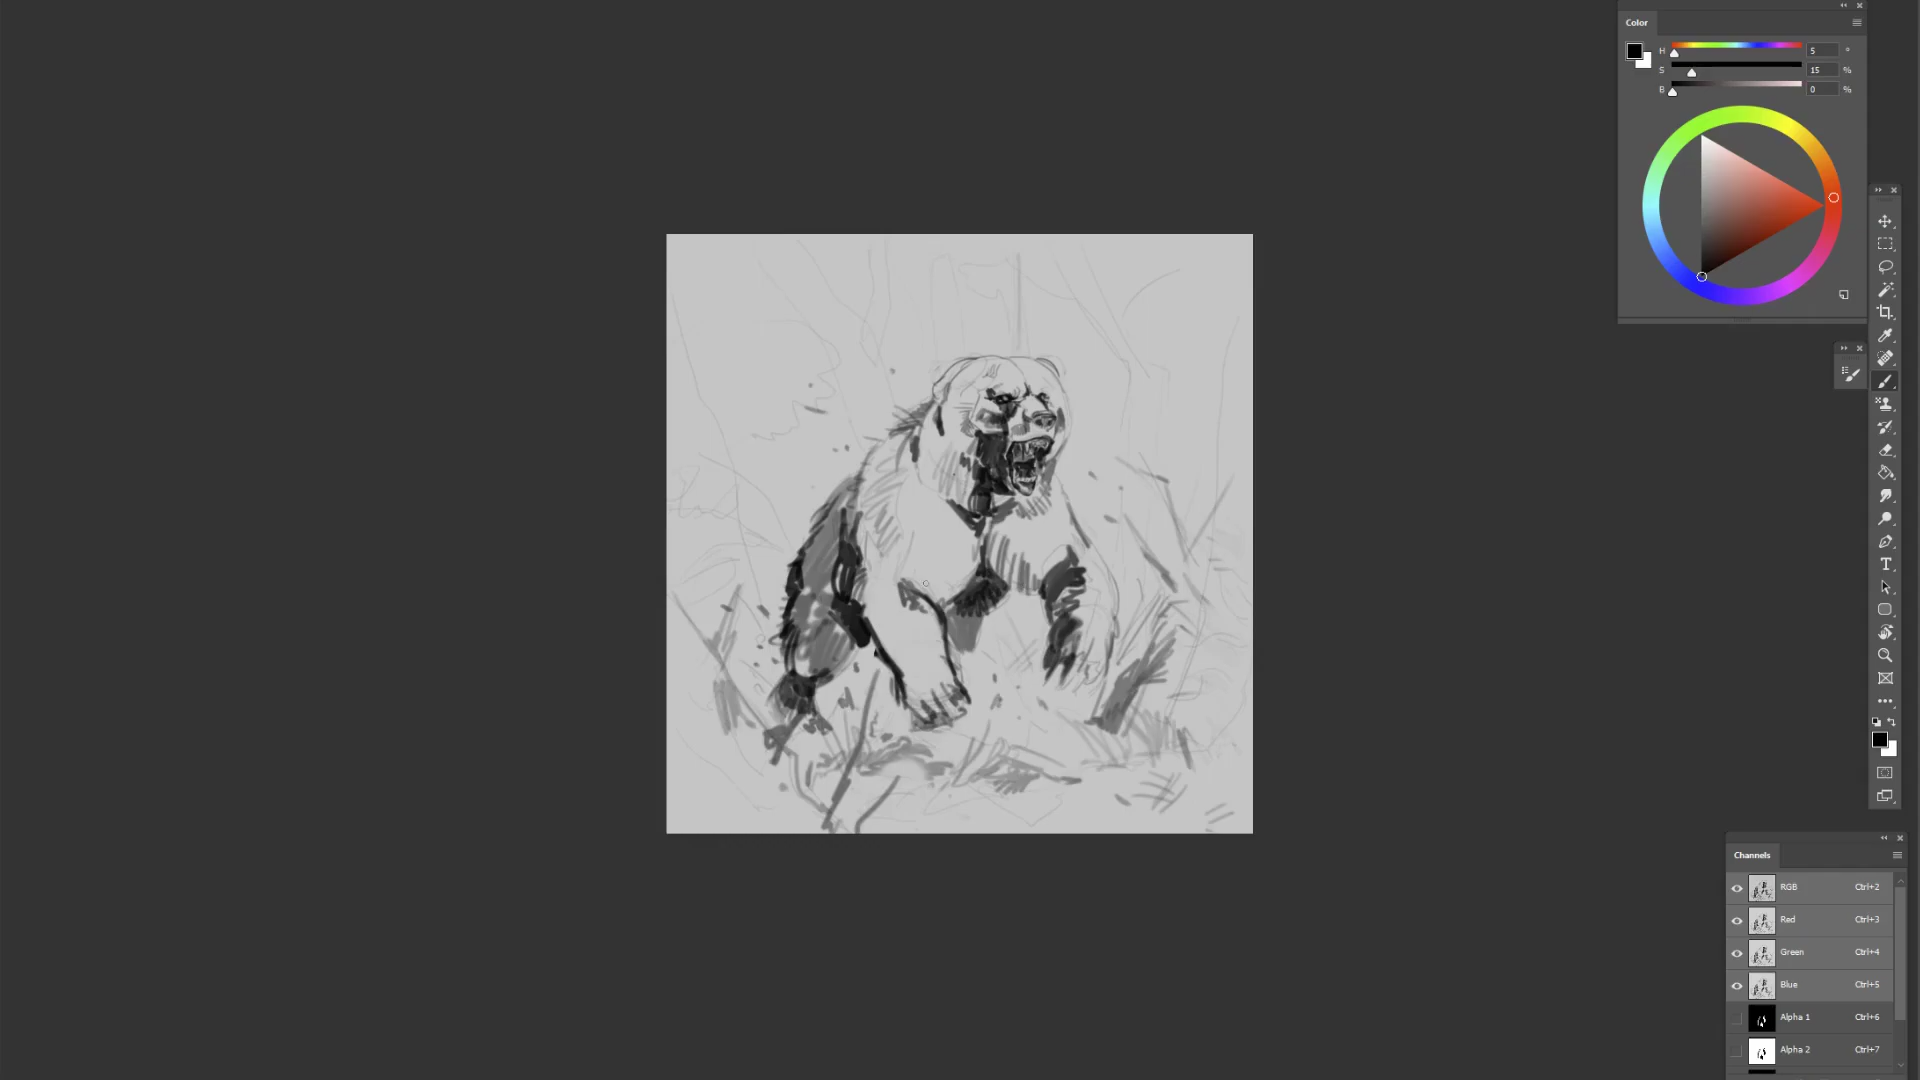 Color
H 5 °
S 15 %
B 0 %
Channels
RGB Ctrl+2
Red Ctrl+3
Green Ctrl+4
Blue Ctrl+5
Alpha 1 Ctrl+6
Alpha 2 Ctrl+7